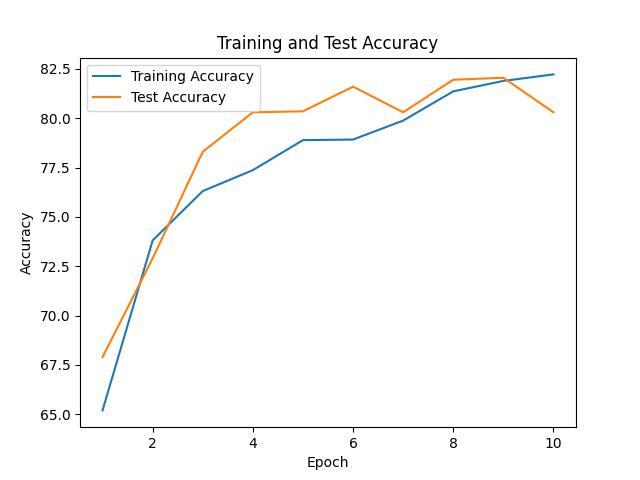 Training and Test Accuracy
Training Accuracy
Test Accuracy
82.5
80.0
77.5
75.0
72.5
70.0
67.5
65.0
Accuracy
2 4 6 8 10
Epoch